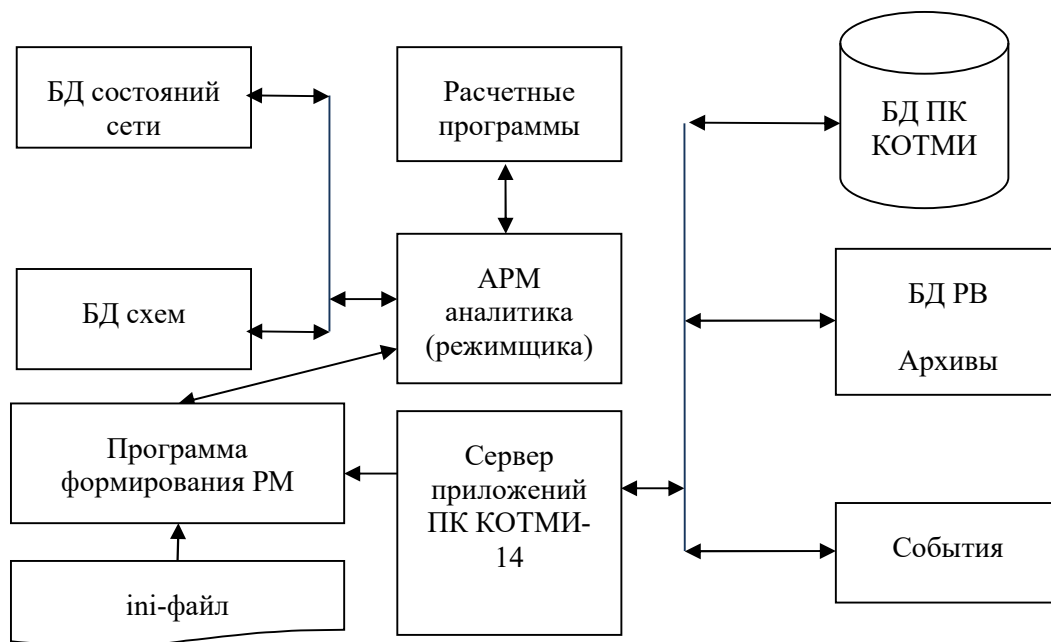 БД состояний
сети
Расчетные
программы
БД ПК
КОТМИ
БД схем
АРМ
аналитика
(режимщика)
БД РВ
Архивы
Программа
формирования РМ
Сервер
приложений
ПК КОТМИ-
14
События
ini-файл